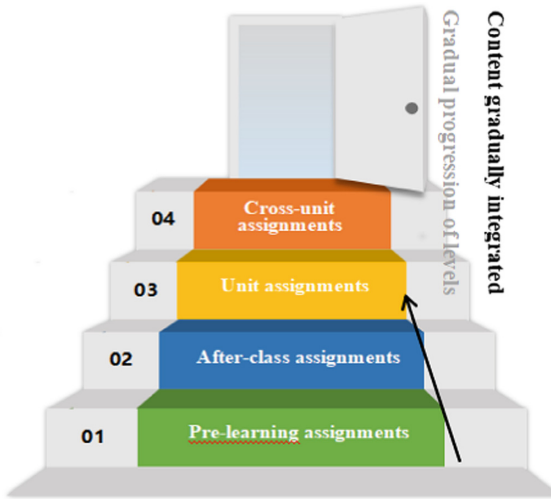 Content gradually integrated
Gradual progression of levels
04
Cross-unit
assignments
03
Unit assignments
02
After-class assignments
01
Pre-learning assignments